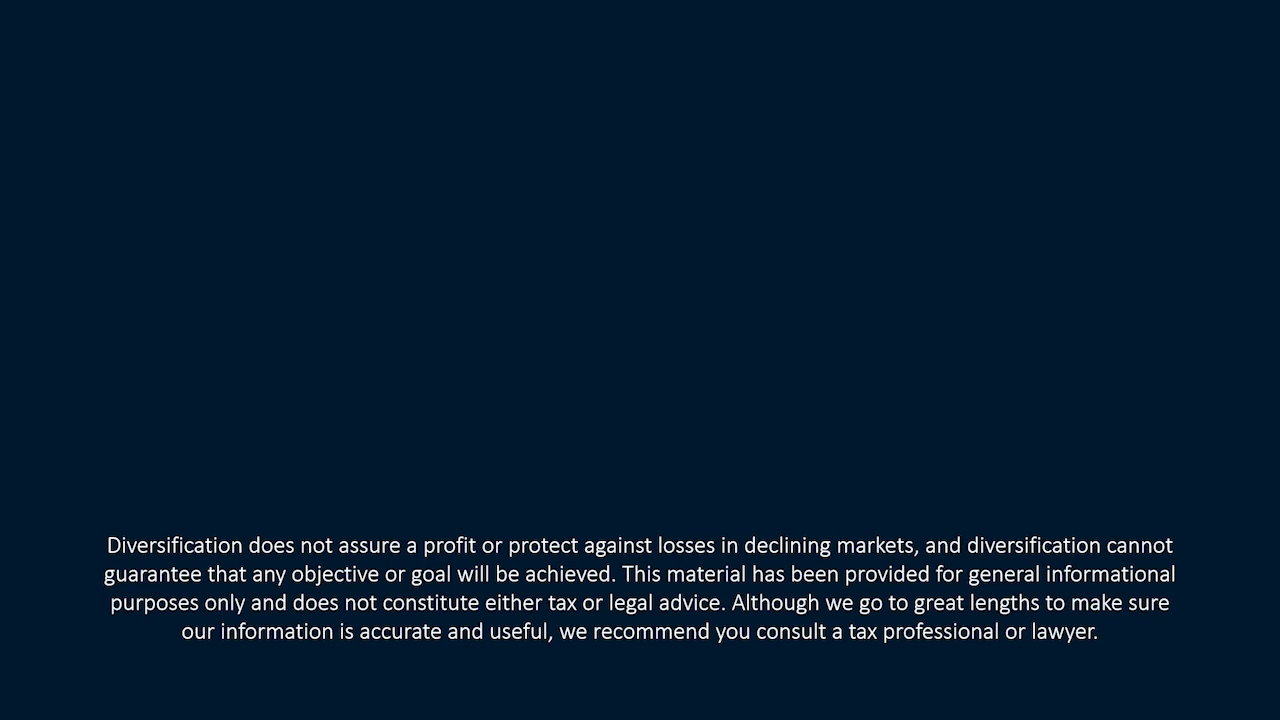 Diversification does not assure a profit or protect against losses in declining markets, and diversification cannot
guarantee that any objective or goal will be achieved. This material has been provided for general informational
purposes only and does not constitute either tax or legal advice. Although we go to great lengths to make sure
our information is accurate and useful, we recommend you consult a tax professional or lawyer.